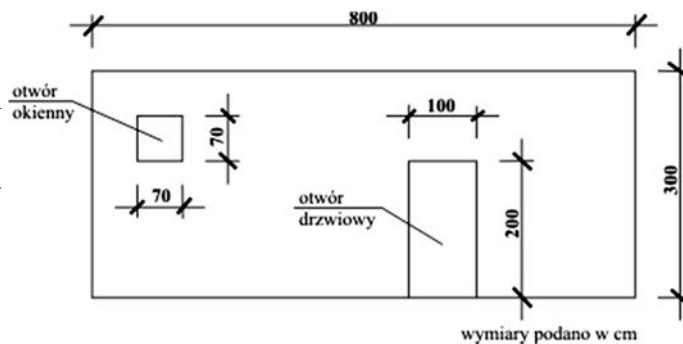 800
otwór
okienny
70
100
70
300
otwór
drzwiowy
200
wymiary podano w cm